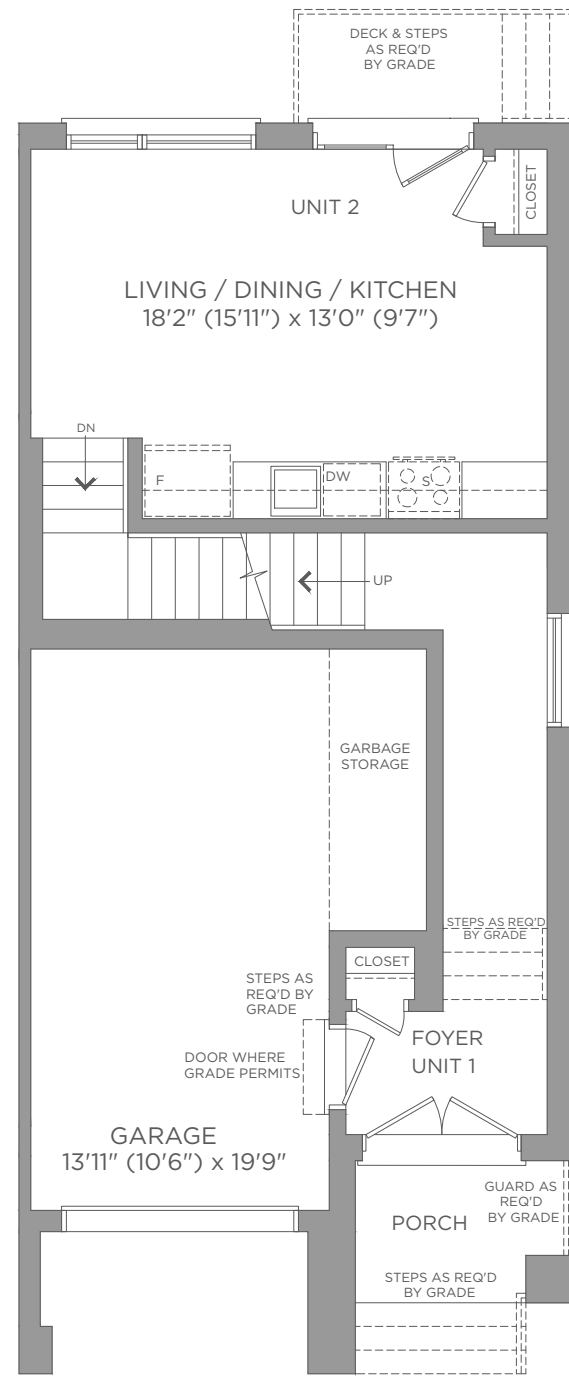 DECK & STEPS
AS REQ'D
BY GRADE
CLOSET
UNIT 2
LIVING / DINING / KITCHEN
18'2" (15'11") x 13'0" (9'7")
DN
F
DW
S
UP
GARBAGE
STORAGE
STEPS AS REQ'D
BY GRADE
CLOSET
STEPS AS
REQ'D BY
GRADE
FOYER
UNIT 1
DOOR WHERE
GRADE PERMITS
GARAGE
13'11" (10'6") x 19'9"
GUARD AS
REQ'D
BY GRADE
PORCH
STEPS AS REQ'D
BY GRADE